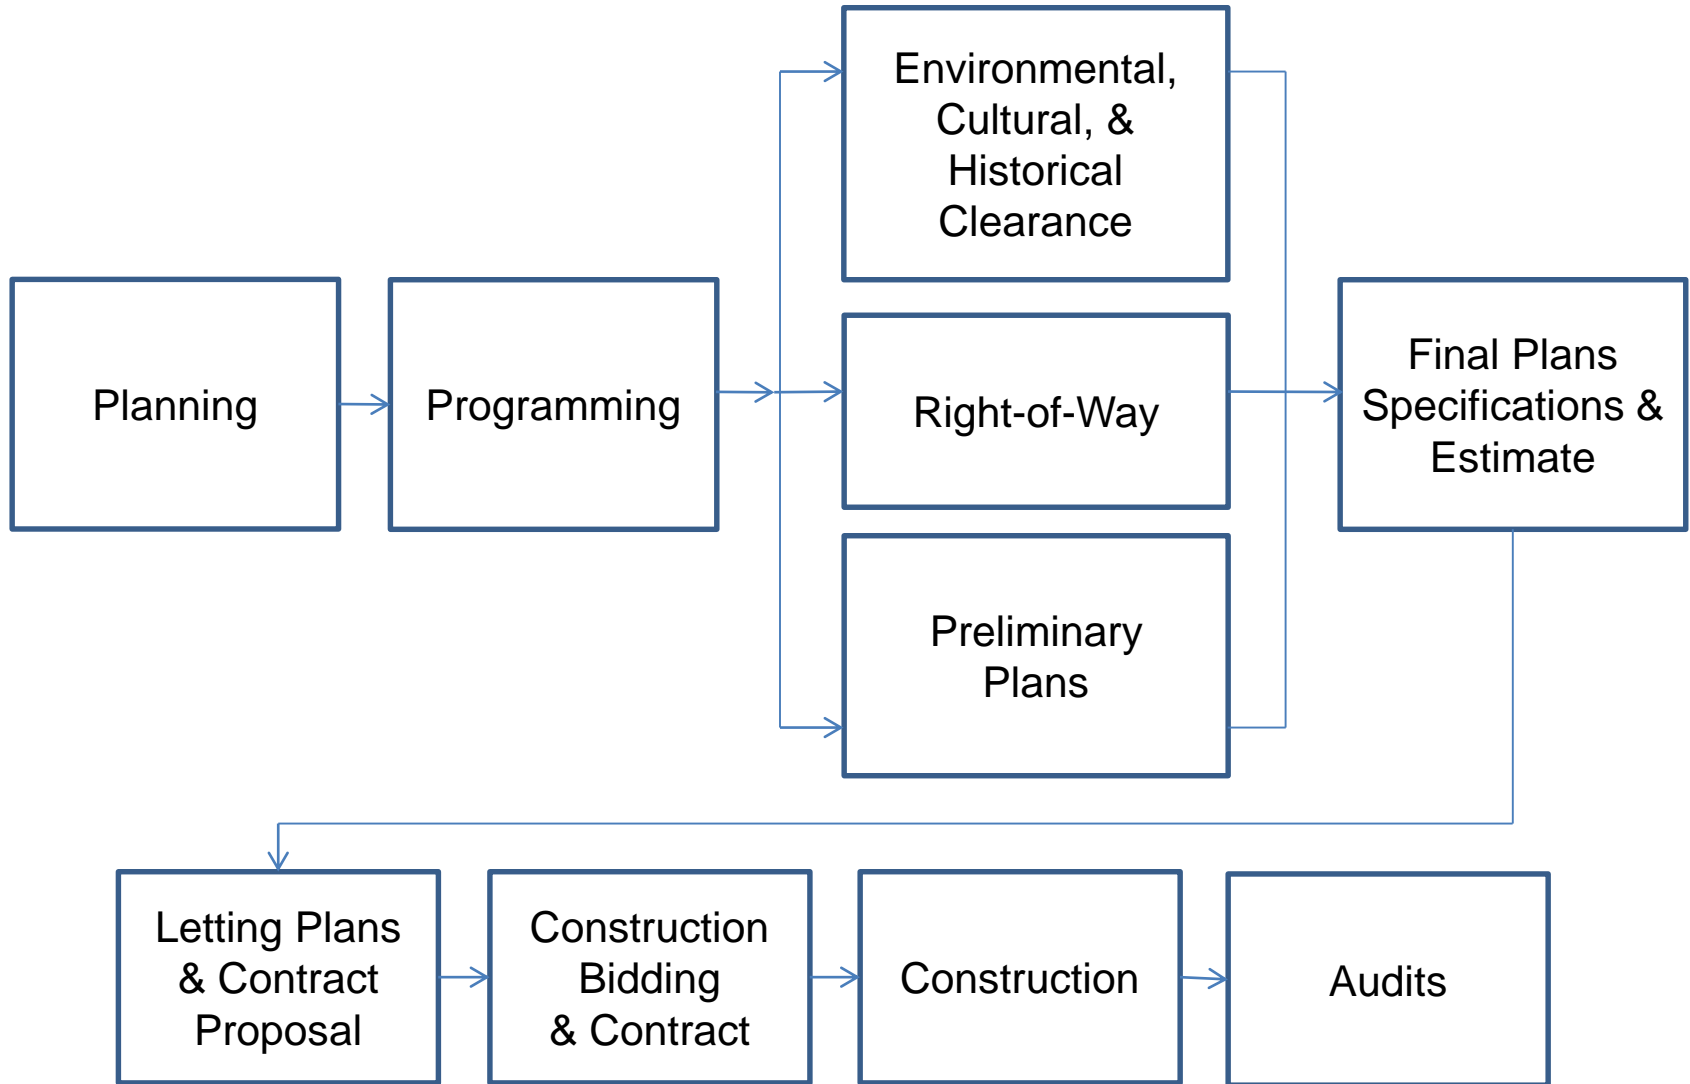 Environmental,
Cultural, &
Historical
Clearance
Planning
Programming
Right-of-Way
Final Plans
Specifications &
Estimate
Preliminary
Plans
Letting Plans
& Contract
Proposal
Construction
Bidding
& Contract
Construction
Audits